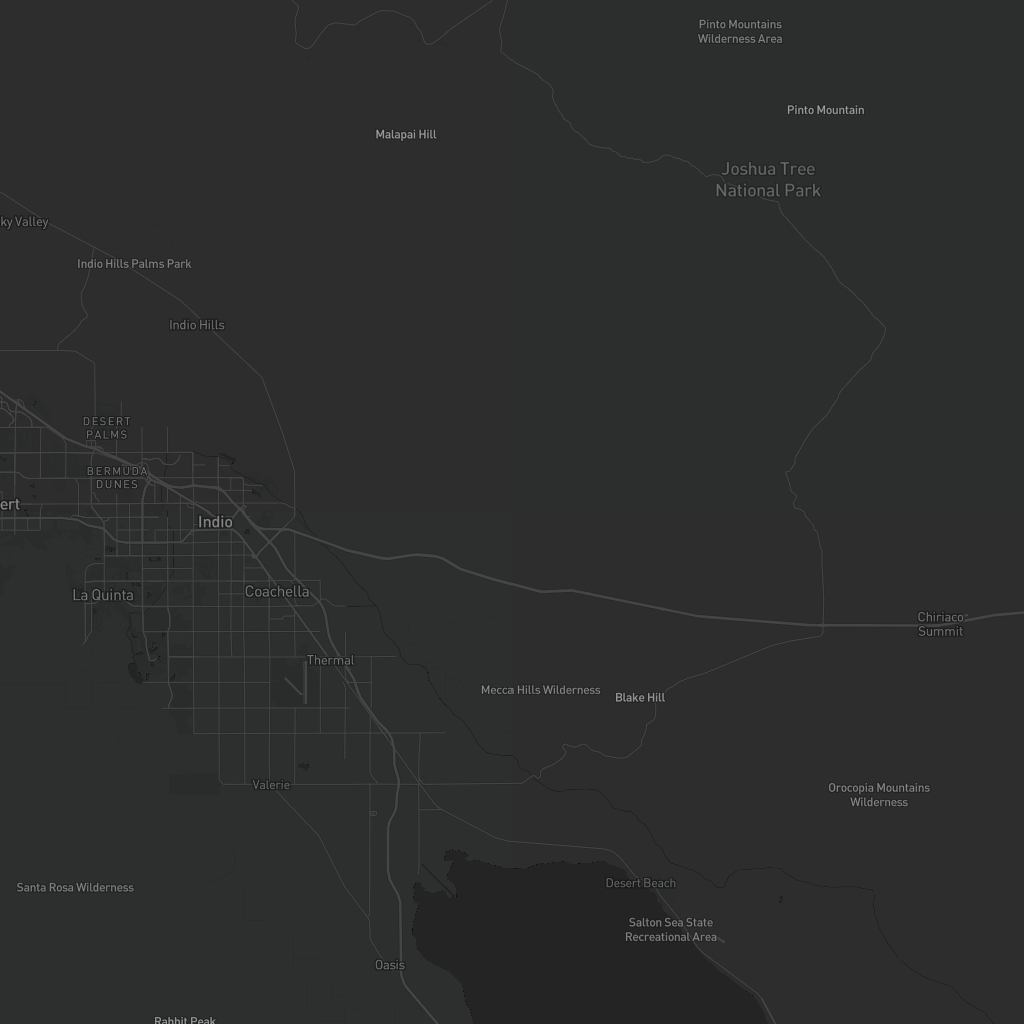 Pinto Mountains
Wilderness Area
Pinto Mountain
Malapai Hill
Joshua Tree
National Park
ky Valley
Indio Hills Palms Park
Indio Hills
DESERT
PALMS
BERMUDA
DUNES
ert
Indio
La Quinta
Coachella
Chiriaco
Summit
Thermal
Mecca Hills Wilderness
Blake Hill
Valerie
Orocopia Mountains
Wilderness
Santa Rosa Wilderness
Desert Beach
Salton Sea State
Recreational Area
Oasis
Rabbit Peak